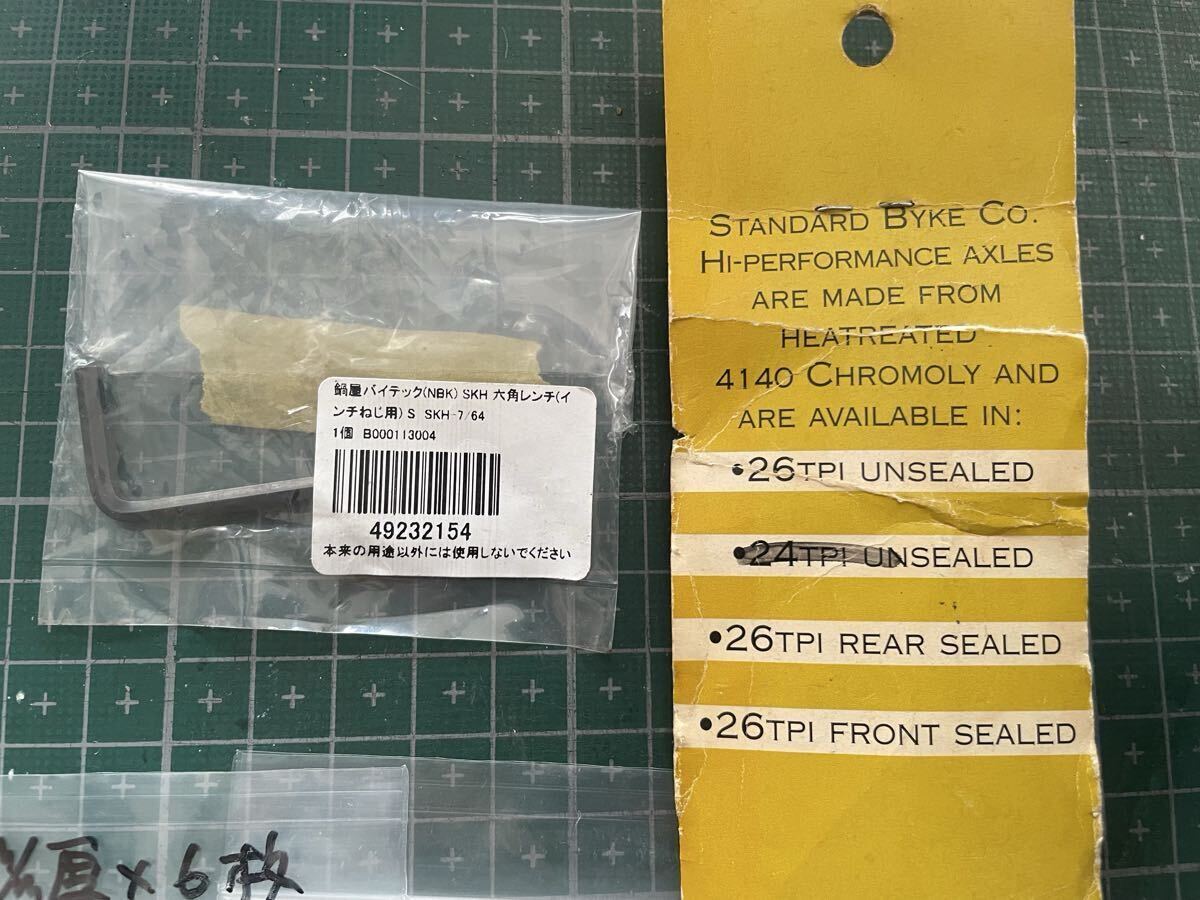 鍋屋バイテック(NBK) SKH 六角レンチ(イ
ンチねじ用) S SKH-7/64
1個 B000113004
49232154
本来の用途以外には使用しないでください
STANDARD BYKE CO.
HI-PERFORMANCE AXLES
ARE MADE FROM
HEATREATED
4140 CHROMOLY AND
ARE AVAILABLE IN:
•26TPI UNSEALED
•24TPI UNSEALED
•26TPI REAR SEALED
•26TPI FRONT SEALED
×6枚